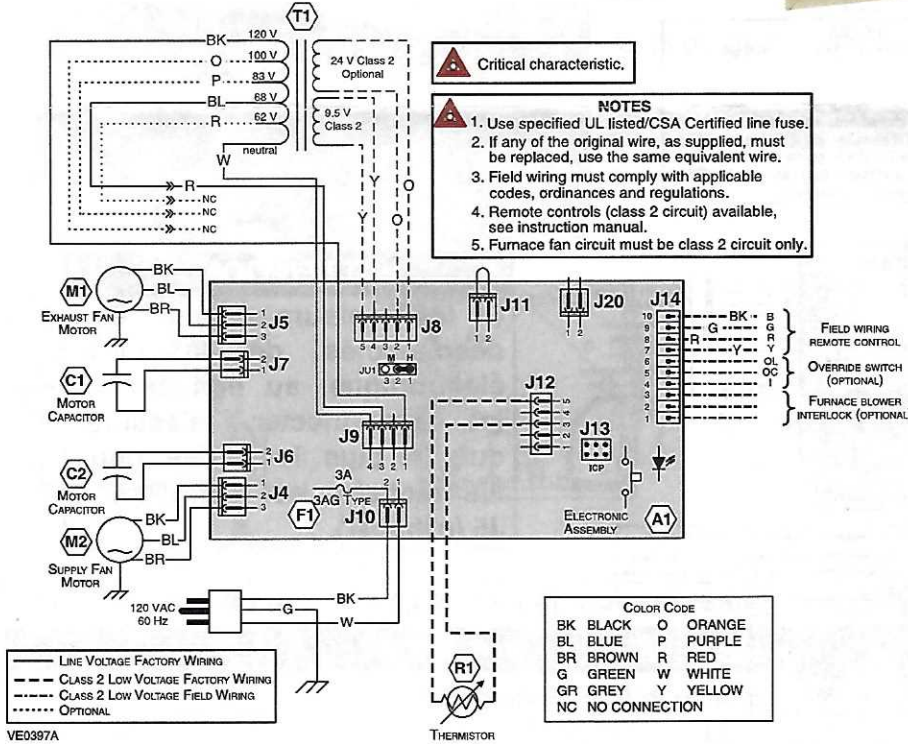 T1
BK 120 V
O 100 V
P 83 V
BL 68 V
R 62 V
neutral
W
24 V Class 2
Optional
9.5 V
Class 2
Critical characteristic.
NOTES
1. Use specified UL listed/CSA Certified line fuse.
2. If any of the original wire, as supplied, must
be replaced, use the same equivalent wire.
3. Field wiring must comply with applicable
codes, ordinances and regulations.
4. Remote controls (class 2 circuit) available,
see instruction manual.
5. Furnace fan circuit must be class 2 circuit only.
R
NC
NC
NC
Y Y O O
M1
BK
BL
BR
EXHAUST FAN
MOTOR
1
2
3
J5
C1
MOTOR
CAPACITOR
2
1
J7
C2
MOTOR
CAPACITOR
2
1
J6
M2
BK
BL
BR
SUPPLY FAN
MOTOR
1
2
3
J4
J8
5 4 3 2 1
M H
JU1
3 2 1
J9
4 3 2 1
3A
3AG TYPE
F1
2 1
J10
J11
1 2
J20
1 2
J12
5
4
3
2
1
J13
ICP
ELECTRONIC
ASSEMBLY
A1
J14
10 BK B
9 G G
8 R R
7 Y Y
6 OL
5 OC
4 I
3
2
1
FIELD WIRING
REMOTE CONTROL
OVERRIDE SWITCH
(OPTIONAL)
FURNACE BLOWER
INTERLOCK (OPTIONAL)
120 VAC
60 Hz
BK
G
W
R1
THERMISTOR
LINE VOLTAGE FACTORY WIRING
CLASS 2 LOW VOLTAGE FACTORY WIRING
CLASS 2 LOW VOLTAGE FIELD WIRING
OPTIONAL
VE0397A
COLOR CODE
BK BLACK O ORANGE
BL BLUE P PURPLE
BR BROWN R RED
G GREEN W WHITE
GR GREY Y YELLOW
NC NO CONNECTION